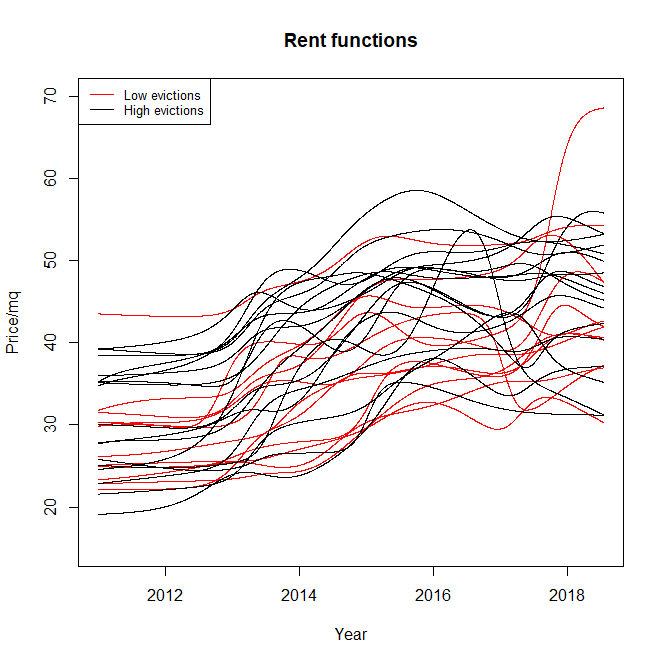 Rent functions
Low evictions
High evictions
Price/mq
70
60
50
40
30
20
2012 2014 2016 2018
Year